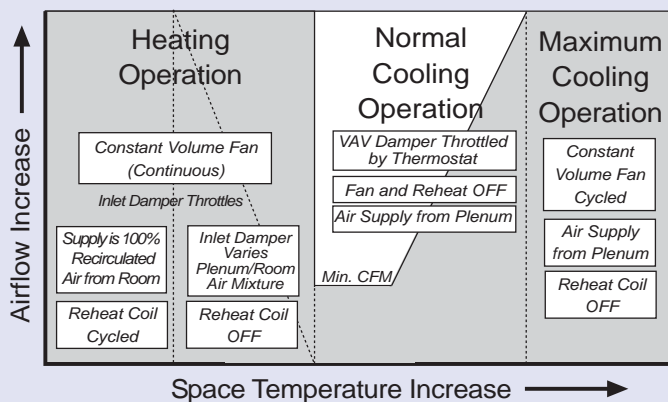 Airflow Increase
Heating
Operation
Constant Volume Fan
(Continuous)
Inlet Damper Throttles
Supply is 100%
Recirculated
Air from Room
Reheat Coil
Cycled
Inlet Damper
Varies
Plenum/Room
Air Mixture
Reheat Coil
OFF
Normal
Cooling
Operation
VAV Damper Throttled
by Thermostat
Fan and Reheat OFF
Air Supply from Plenum
Min. CFM
Maximum
Cooling
Operation
Constant
Volume Fan
Cycled
Air Supply
from Plenum
Reheat Coil
OFF
Space Temperature Increase